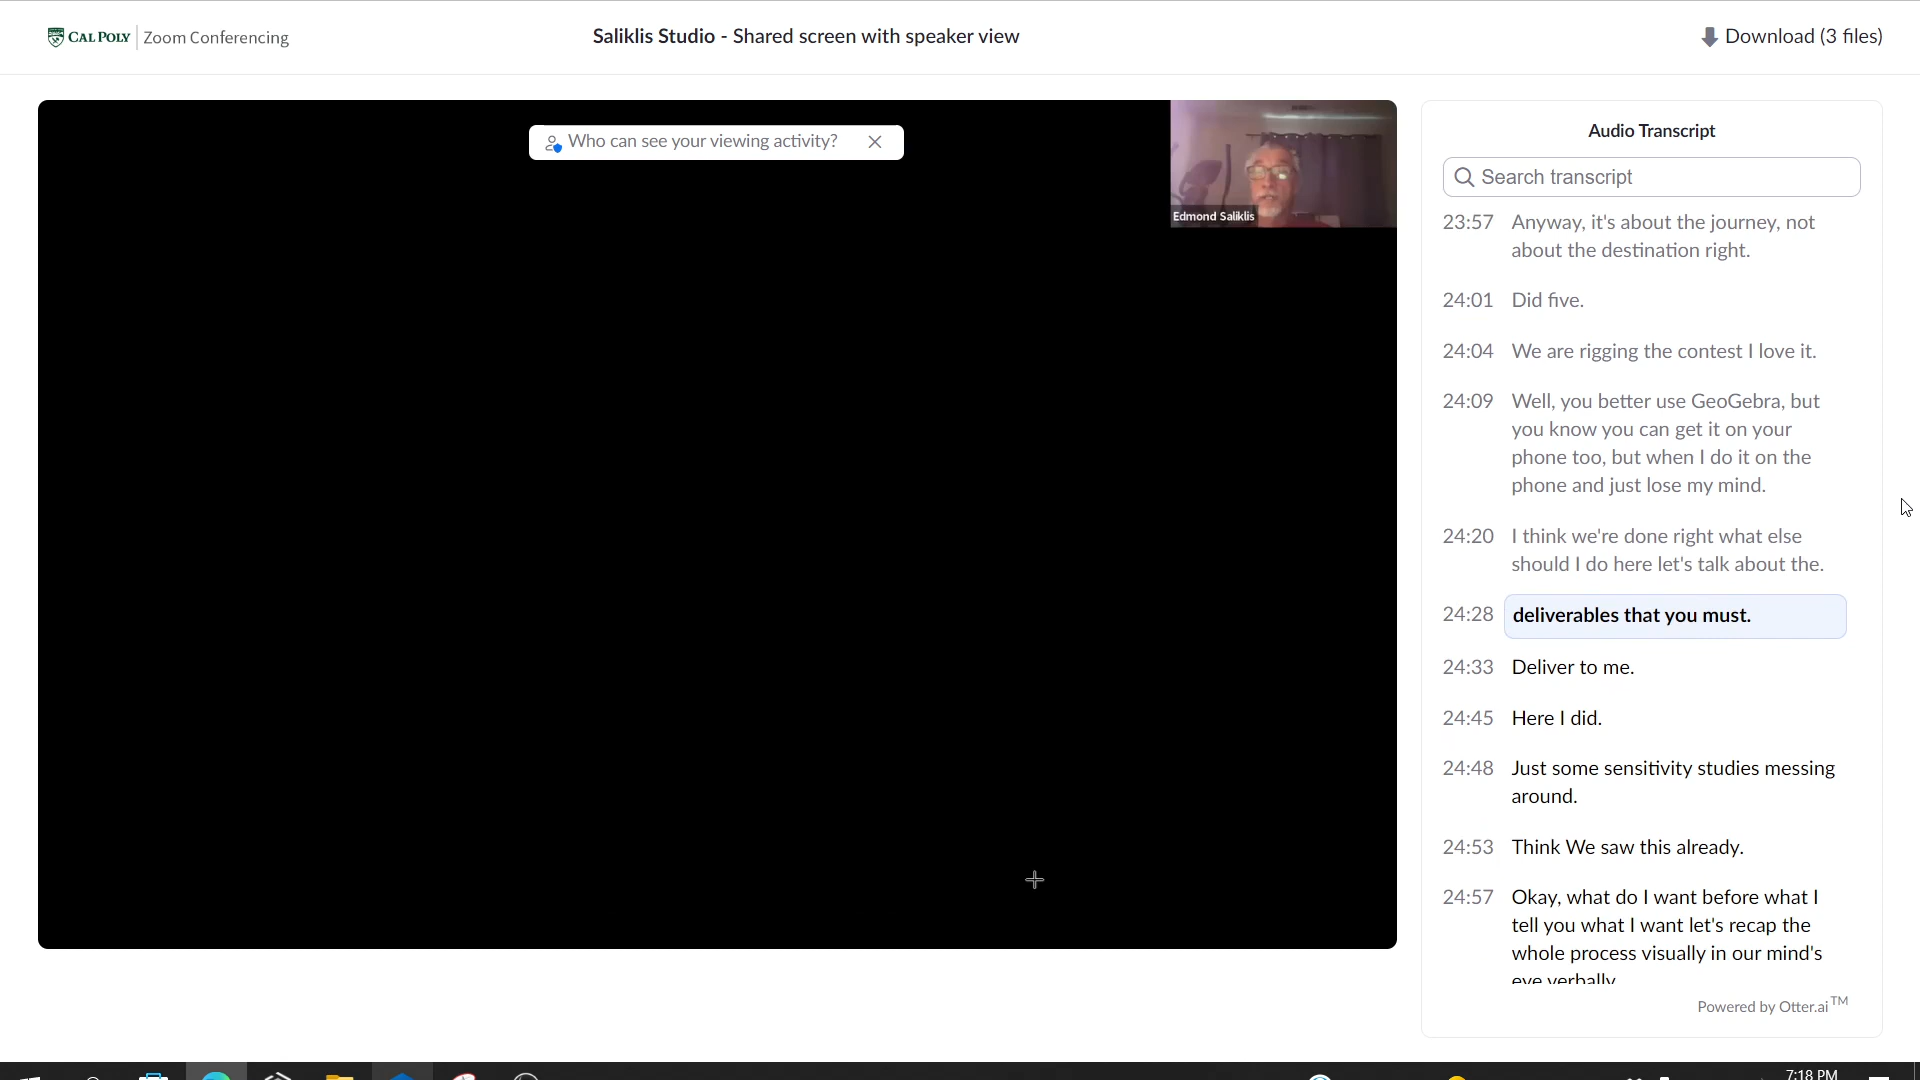 CAL POLY Zoom Conferencing
Saliklis Studio - Shared screen with speaker view
Download (3 files)
Who can see your viewing activity?
Edmond Saliklis
Audio Transcript
Search transcript
23:57 Anyway, it's about the journey, not
about the destination right.
24:01 Did five.
24:04 We are rigging the contest I love it.
24:09 Well, you better use GeoGebra, but
you know you can get it on your
phone too, but when I do it on the
phone and just lose my mind.
24:20 I think we're done right what else
should I do here let's talk about the.
24:28 deliverables that you must.
24:33 Deliver to me.
24:45 Here I did.
24:48 Just some sensitivity studies messing
around.
24:53 Think We saw this already.
24:57 Okay, what do I want before what I
tell you what I want let's recap the
whole process visually in our mind's
eye verbally
Powered by Otter.ai™
7:18 PM